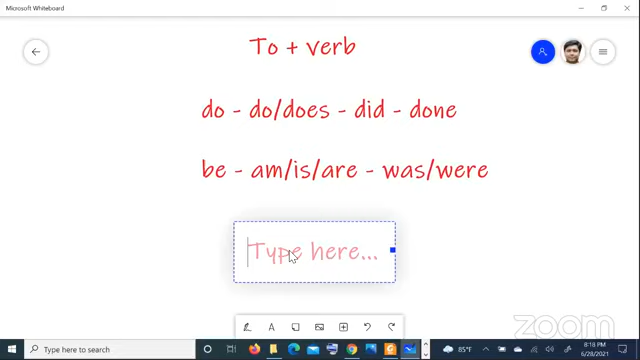 Microsoft Whiteboard
To + verb
do - do/does - did - done
be - am/is/are - was/were
Type here...
zoom
Type here to search
85°F
8:18 PM
6/28/2021